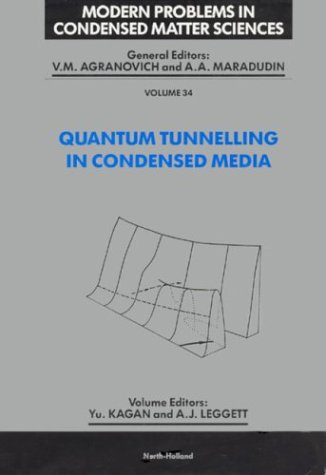 MODERN PROBLEMS IN
CONDENSED MATTER SCIENCES
General Editors:
V.M. AGRANOVICH and A.A. MARADUDIN
VOLUME 34
QUANTUM TUNNELLING
IN CONDENSED MEDIA
Volume Editors:
Yu. KAGAN and A.J. LEGGETT
North-Holland